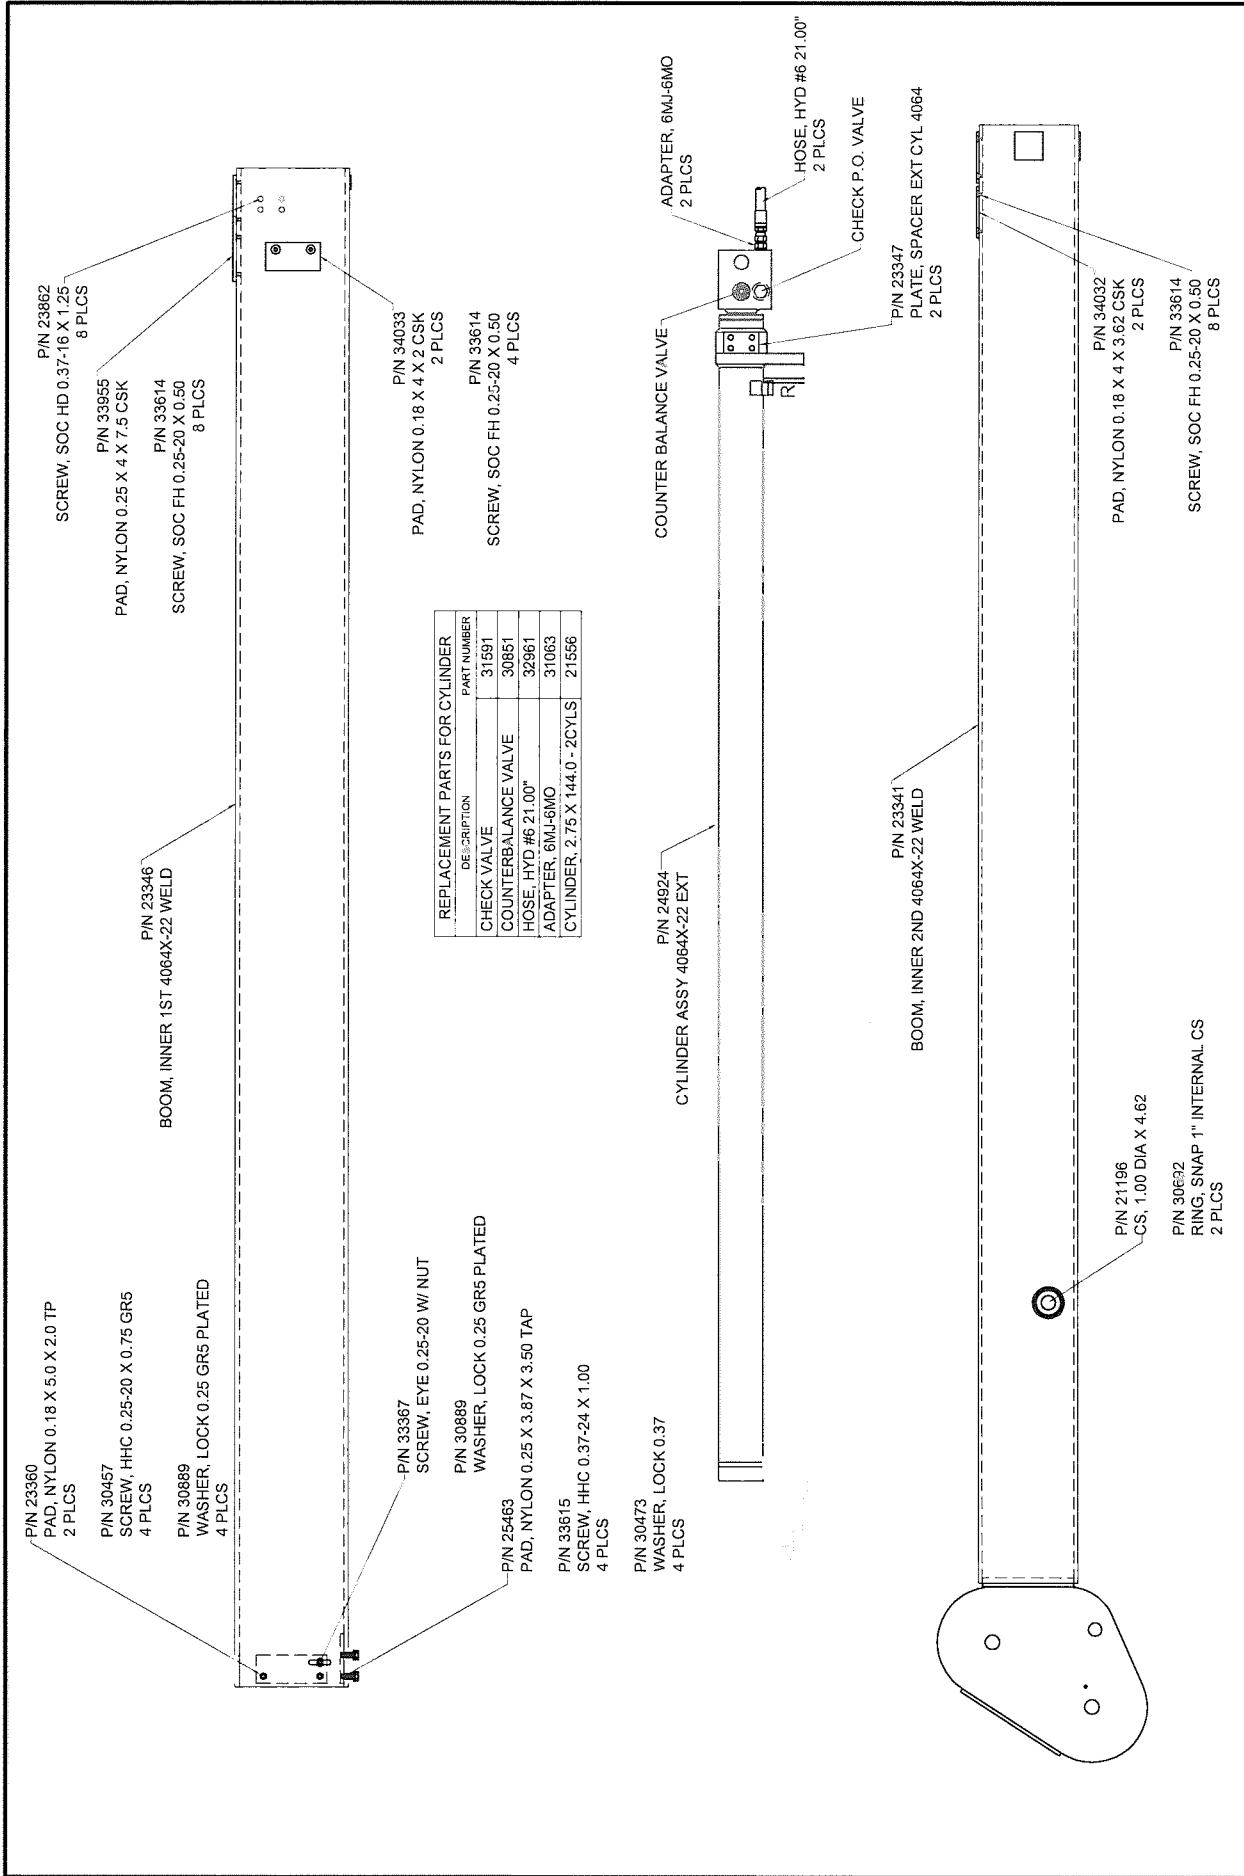 P/N 23360
PAD, NYLON 0.18 X 5.0 X 2.0 TP
2 PLCS
P/N 30457
SCREW, HHC 0.25-20 X 0.75 GR5
4 PLCS
P/N 30889
WASHER, LOCK 0.25 GR5 PLATED
4 PLCS
P/N 23346
BOOM, INNER 1ST 4064X-22 WELD
P/N 23862
SCREW, SOC HD 0.37-16 X 1.25
8 PLCS
P/N 33955
PAD, NYLON 0.25 X 4 X 7.5 CSK
P/N 33614
SCREW, SOC FH 0.25-20 X 0.50
8 PLCS
P/N 33367
SCREW, EYE 0.25-20 W/ NUT
P/N 30889
WASHER, LOCK 0.25 GR5 PLATED
P/N 25463
PAD, NYLON 0.25 X 3.87 X 3.50 TAP
P/N 33615
SCREW, HHC 0.37-24 X 1.00
4 PLCS
P/N 30473
WASHER, LOCK 0.37
4 PLCS
P/N 34033
PAD, NYLON 0.18 X 4 X 2 CSK
2 PLCS
P/N 33614
SCREW, SOC FH 0.25-20 X 0.50
4 PLCS
REPLACEMENT PARTS FOR CYLINDER
DESCRIPTION PART NUMBER
CHECK VALVE 31591
COUNTERBALANCE VALVE 30851
HOSE, HYD #6 21.00" 32961
ADAPTER, 6MJ-6MO 31063
CYLINDER, 2.75 X 144.0 - 2CYLS 21556
P/N 24924
CYLINDER ASSY 4064X-22 EXT
COUNTER BALANCE VALVE
ADAPTER, 6MJ-6MO
2 PLCS
HOSE, HYD #6 21.00"
2 PLCS
CHECK P.O. VALVE
P/N 23347
PLATE, SPACER EXT CYL 4064
2 PLCS
R
P/N 23341
BOOM, INNER 2ND 4064X-22 WELD
P/N 21196
CS, 1.00 DIA X 4.62
P/N 30692
RING, SNAP 1" INTERNAL CS
2 PLCS
P/N 34032
PAD, NYLON 0.18 X 4 X 3.62 CSK
2 PLCS
P/N 33614
SCREW, SOC FH 0.25-20 X 0.50
8 PLCS